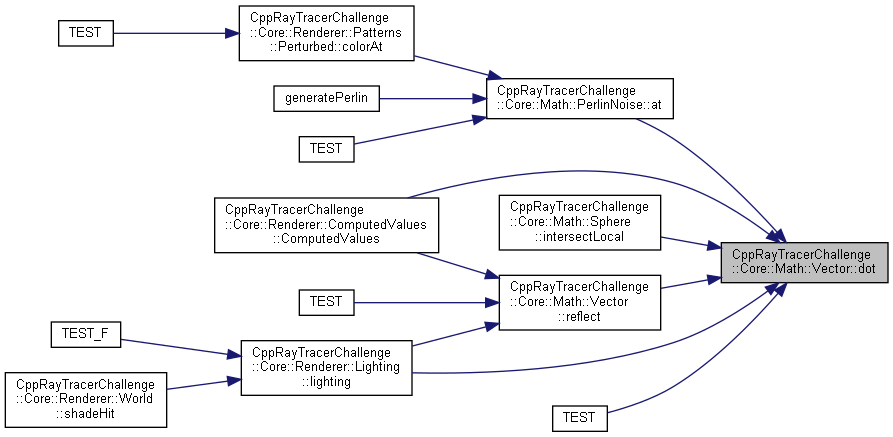 TEST
CppRayTracerChallenge
::Core::Renderer::Patterns
::Perturbed::colorAt
generatePerlin
CppRayTracerChallenge
::Core::Math::PerlinNoise::at
TEST
CppRayTracerChallenge
::Core::Renderer::ComputedValues
::ComputedValues
CppRayTracerChallenge
::Core::Math::Sphere
::intersectLocal
CppRayTracerChallenge
::Core::Math::Vector::dot
TEST
CppRayTracerChallenge
::Core::Math::Vector
::reflect
TEST_F
CppRayTracerChallenge
::Core::Renderer::Lighting
::lighting
CppRayTracerChallenge
::Core::Renderer::World
::shadeHit
TEST